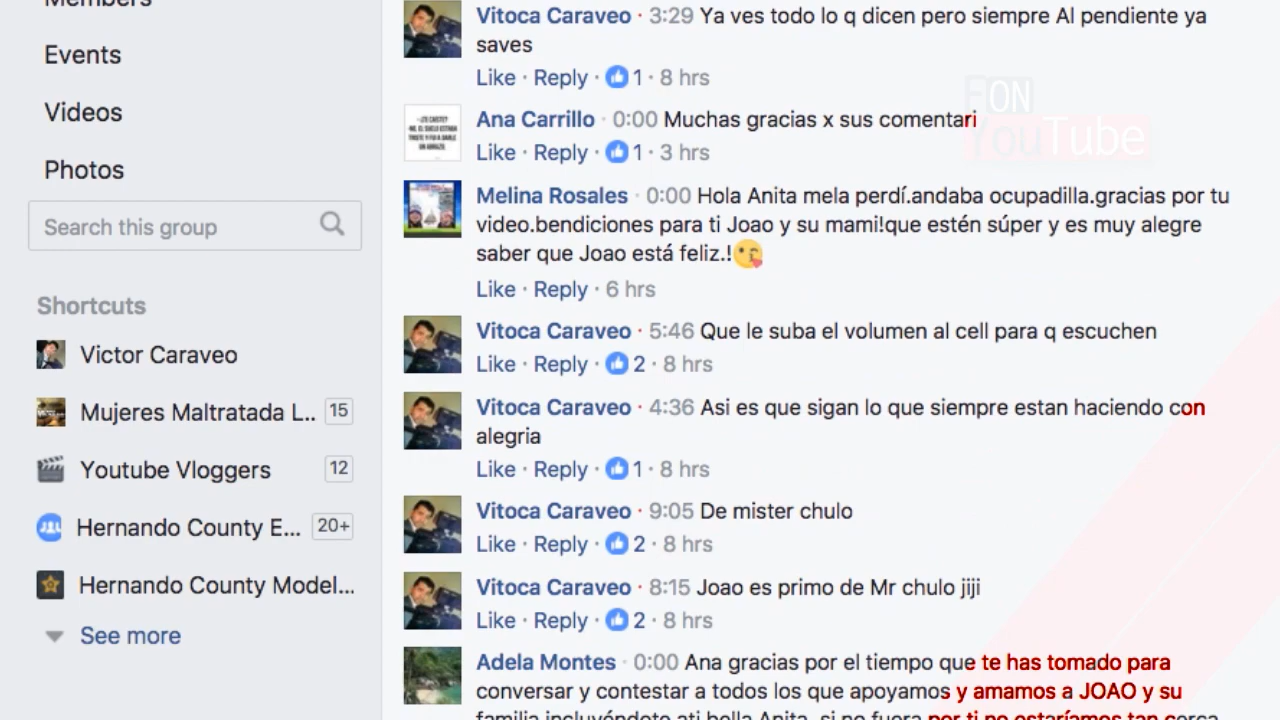 Members
Events
Videos
Photos
Search this group
Shortcuts
Victor Caraveo
Mujeres Maltratada L... 15
Youtube Vloggers 12
Hernando County E... 20+
Hernando County Model...
See more
Vitoca Caraveo · 3:29 Ya ves todo lo q dicen pero siempre Al pendiente ya
saves
Like · Reply · 1 · 8 hrs
Ana Carrillo · 0:00 Muchas gracias x sus comentari
Like · Reply · 1 · 3 hrs
Melina Rosales · 0:00 Hola Anita mela perdí.andaba ocupadilla.gracias por tu
video.bendiciones para ti Joao y su mami!que estén súper y es muy alegre
saber que Joao está feliz.!😘
Like · Reply · 6 hrs
Vitoca Caraveo · 5:46 Que le suba el volumen al cell para q escuchen
Like · Reply · 2 · 8 hrs
Vitoca Caraveo · 4:36 Asi es que sigan lo que siempre estan haciendo con
alegria
Like · Reply · 1 · 8 hrs
Vitoca Caraveo · 9:05 De mister chulo
Like · Reply · 2 · 8 hrs
Vitoca Caraveo · 8:15 Joao es primo de Mr chulo jiji
Like · Reply · 2 · 8 hrs
Adela Montes · 0:00 Ana gracias por el tiempo que te has tomado para
conversar y contestar a todos los que apoyamos y amamos a JOAO y su
familia incluyéndote ati bella Anita, si no fuera por ti no estaríamos tan cerca
ON
YouTube